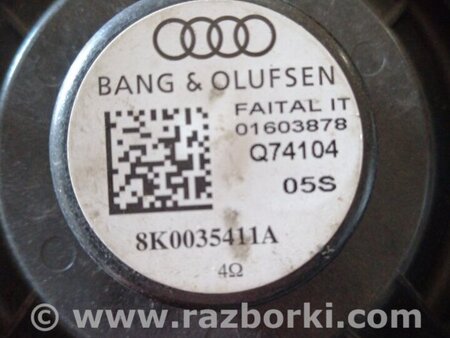 BANG & OLUFSEN
FAITAL IT
01603878
Q74104
05S
8K0035411A
4Ω
© www.razborki.com